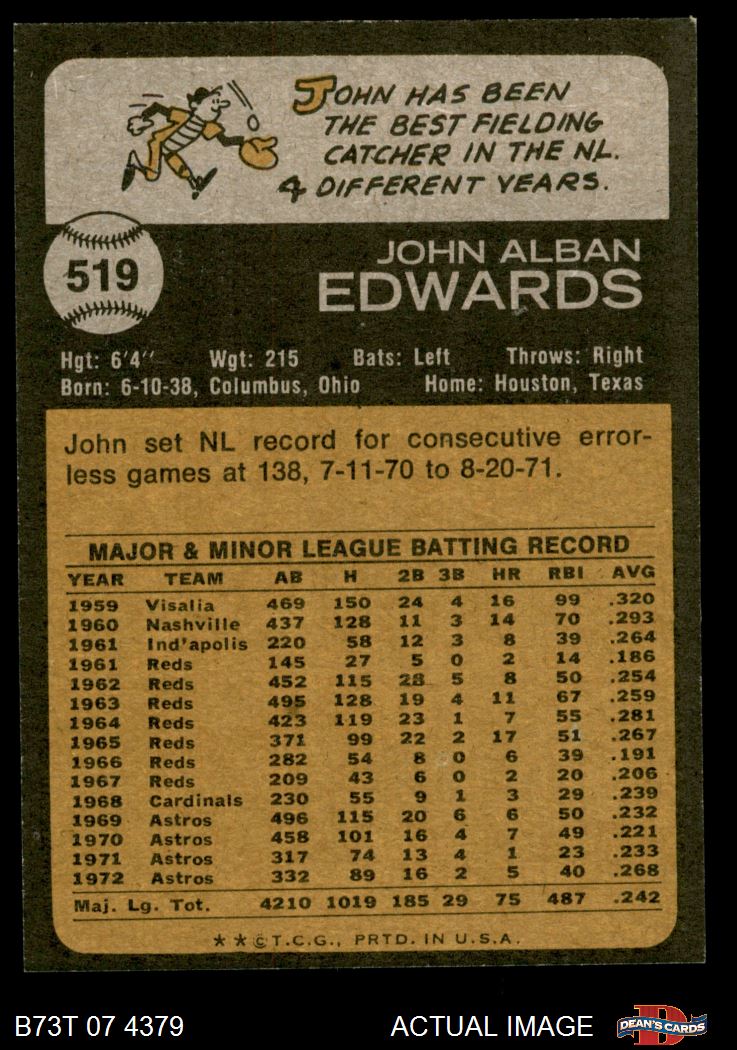 JOHN HAS BEEN
THE BEST FIELDING
CATCHER IN THE NL.
4 DIFFERENT YEARS.
519
JOHN ALBAN
EDWARDS
Hgt: 6'4" Wgt: 215 Bats: Left Throws: Right
Born: 6-10-38, Columbus, Ohio Home: Houston, Texas
John set NL record for consecutive error-
less games at 138, 7-11-70 to 8-20-71.
MAJOR & MINOR LEAGUE BATTING RECORD
YEAR TEAM AB H 2B 3B HR RBI AVG
1959 Visalia 469 150 24 4 16 99 .320
1960 Nashville 437 128 11 3 14 70 .293
1961 Ind'apolis 220 58 12 3 8 39 .264
1961 Reds 145 27 5 0 2 14 .186
1962 Reds 452 115 28 5 8 50 .254
1963 Reds 495 128 19 4 11 67 .259
1964 Reds 423 119 23 1 7 55 .281
1965 Reds 371 99 22 2 17 51 .267
1966 Reds 282 54 8 0 6 39 .191
1967 Reds 209 43 6 0 2 20 .206
1968 Cardinals 230 55 9 1 3 29 .239
1969 Astros 496 115 20 6 6 50 .232
1970 Astros 458 101 16 4 7 49 .221
1971 Astros 317 74 13 4 1 23 .233
1972 Astros 332 89 16 2 5 40 .268
Maj. Lg. Tot. 4210 1019 185 29 75 487 .242
★★©T.C.G., PRTD. IN U.S.A.
B73T 07 4379 ACTUAL IMAGE
D
DEAN'S CARDS